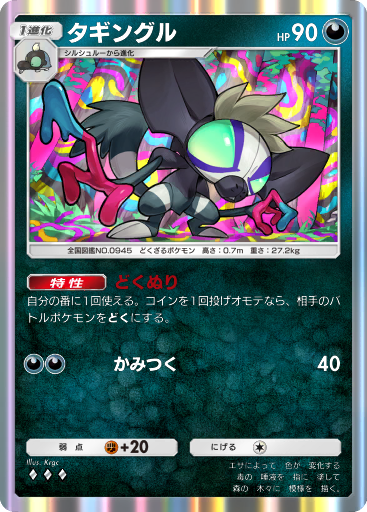 1進化
タギングル
HP 90
シルシュルーから進化
全国図鑑NO.0945 どくざるポケモン 高さ:0.7m 重さ:27.2kg
特性 どくぬり
自分の番に1回使える。コインを1回投げオモテなら、相手のバ
トルポケモンをどくにする。
かみつく 40
弱点 +20 にげる
Illus. Krgc
エサによって 色が 変化する
毒の 唾液を 指に 塗して
森の 木々に 模様を 描く。